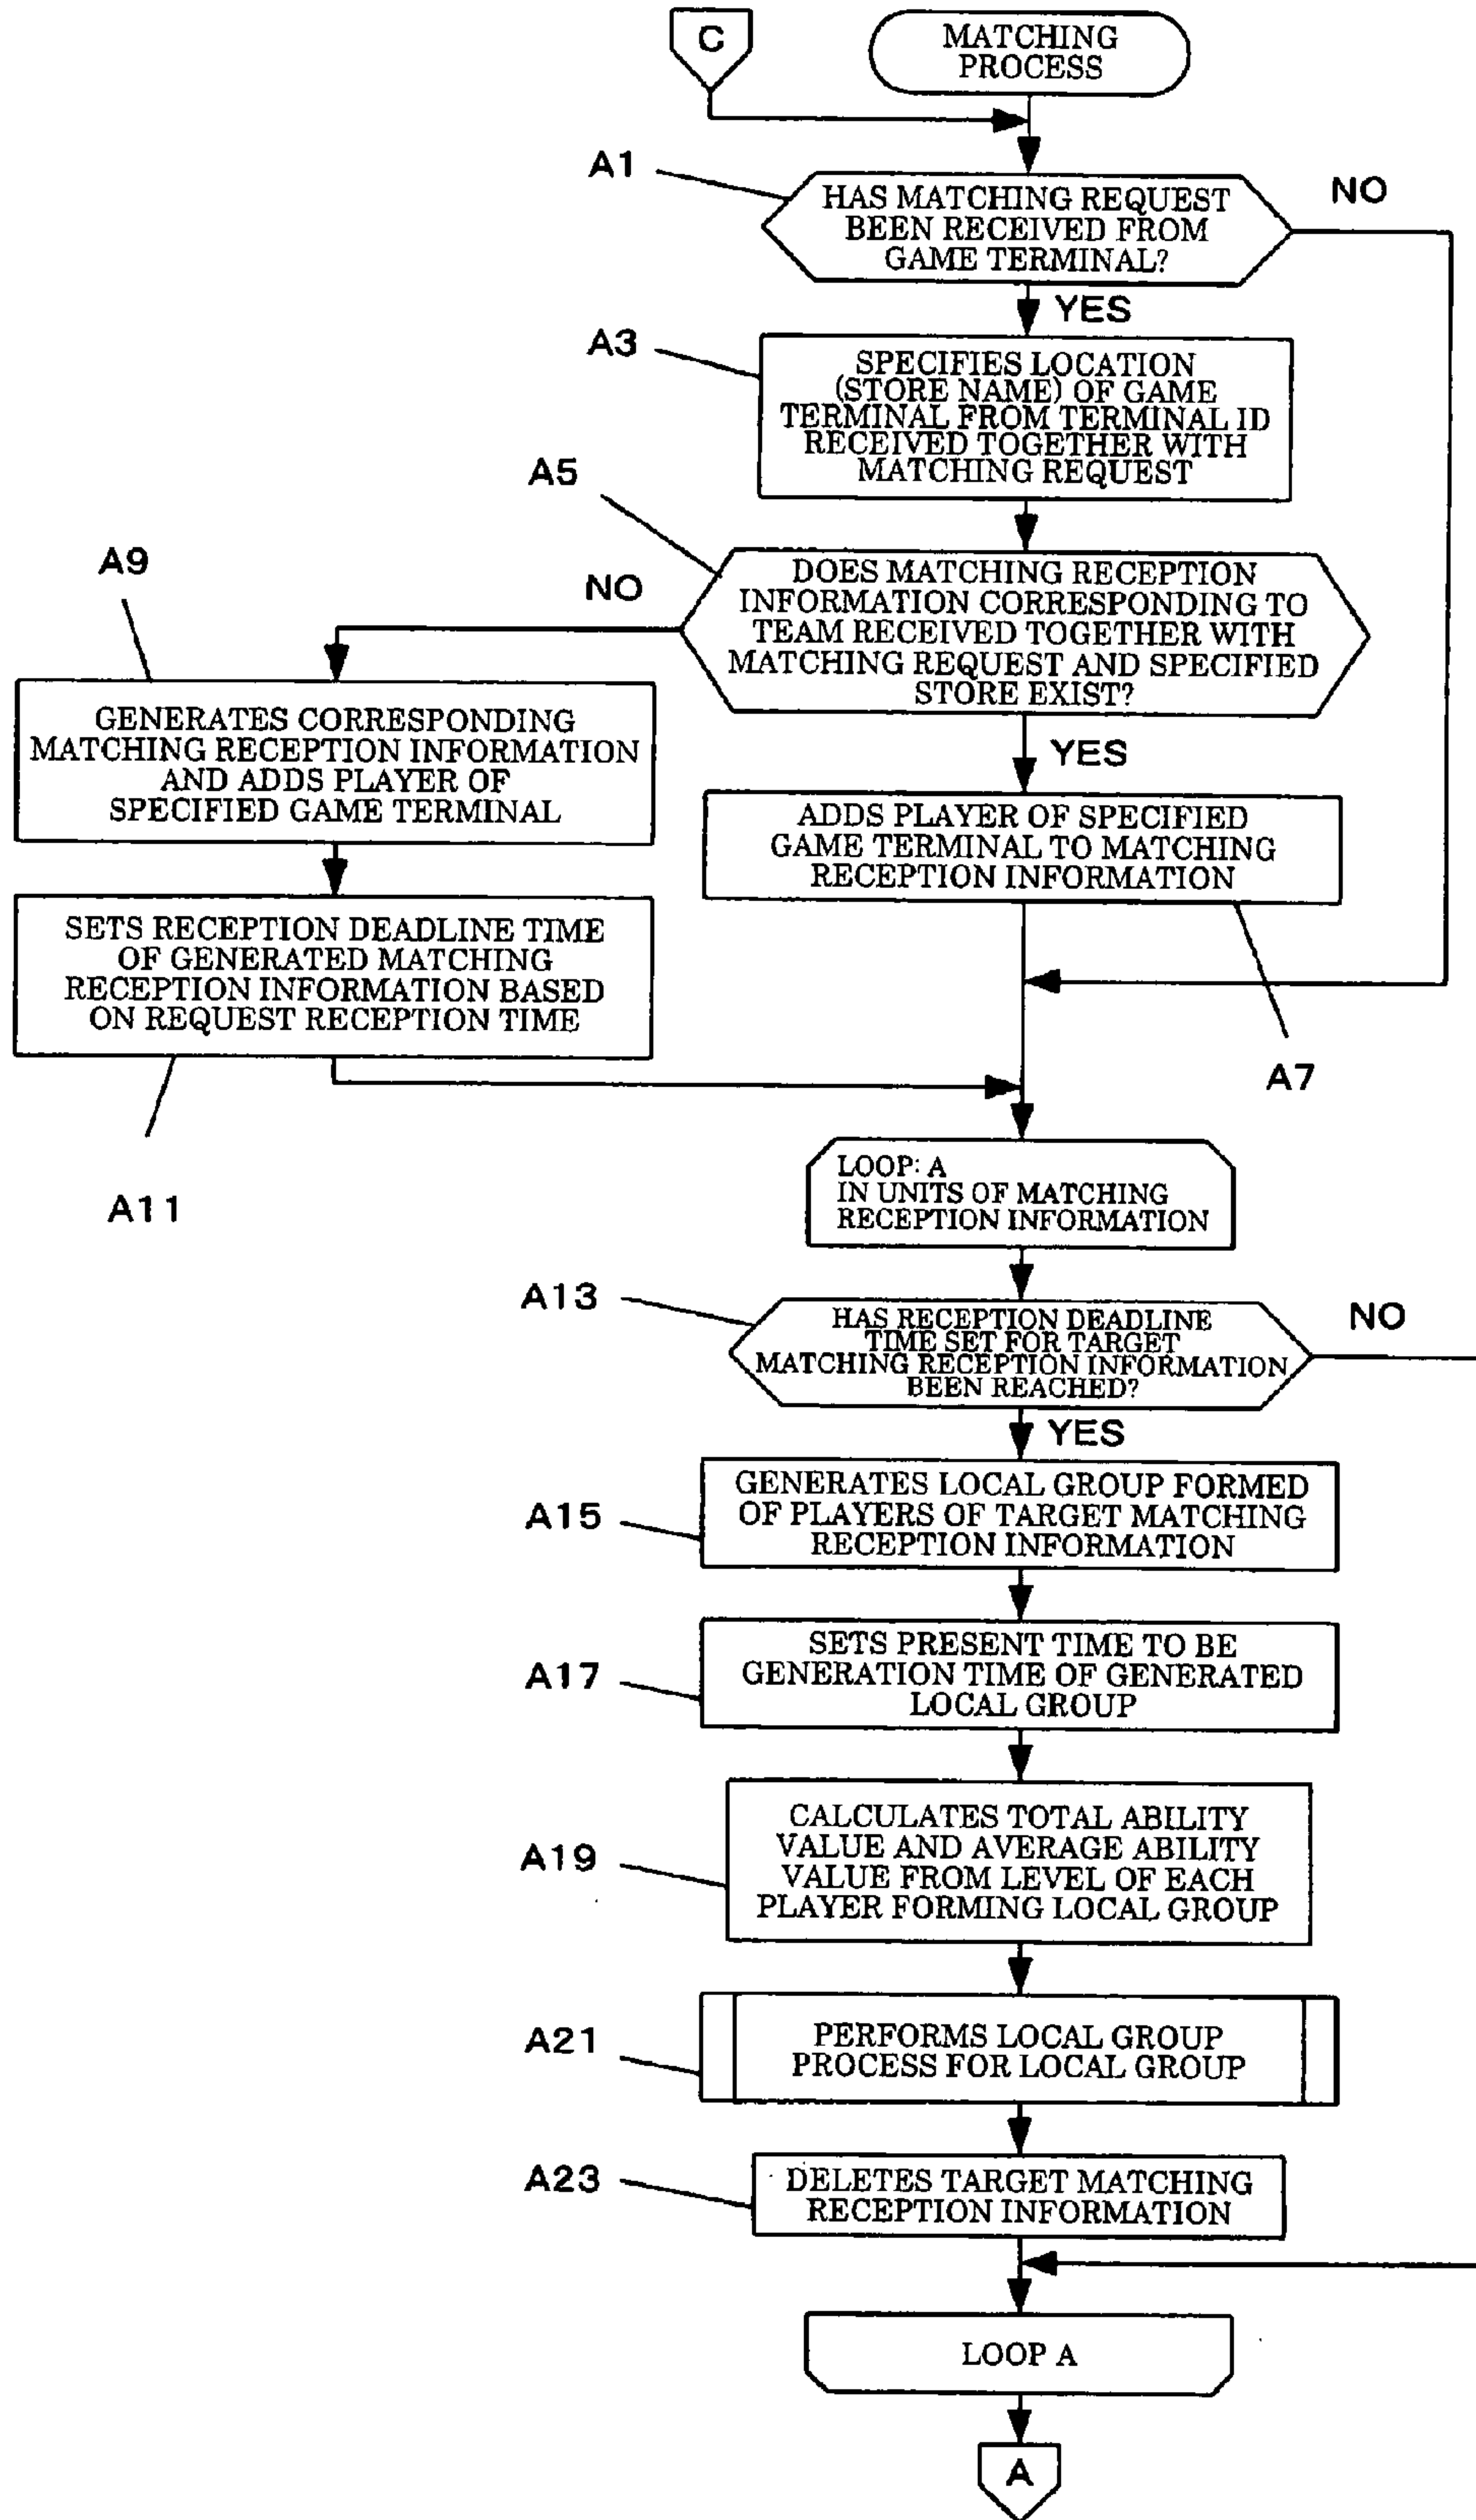 C
MATCHING
PROCESS
A1
HAS MATCHING REQUEST
BEEN RECEIVED FROM
GAME TERMINAL?
NO
YES
A3
SPECIFIES LOCATION
(STORE NAME) OF GAME
TERMINAL FROM TERMINAL ID
RECEIVED TOGETHER WITH
MATCHING REQUEST
A5
DOES MATCHING RECEPTION
INFORMATION CORRESPONDING TO
TEAM RECEIVED TOGETHER WITH
MATCHING REQUEST AND SPECIFIED
STORE EXIST?
NO
YES
A9
GENERATES CORRESPONDING
MATCHING RECEPTION INFORMATION
AND ADDS PLAYER OF
SPECIFIED GAME TERMINAL
ADDS PLAYER OF SPECIFIED
GAME TERMINAL TO MATCHING
RECEPTION INFORMATION
A7
SETS RECEPTION DEADLINE TIME
OF GENERATED MATCHING
RECEPTION INFORMATION BASED
ON REQUEST RECEPTION TIME
A11
LOOP: A
IN UNITS OF MATCHING
RECEPTION INFORMATION
A13
HAS RECEPTION DEADLINE
TIME SET FOR TARGET
MATCHING RECEPTION INFORMATION
BEEN REACHED?
NO
YES
A15
GENERATES LOCAL GROUP FORMED
OF PLAYERS OF TARGET MATCHING
RECEPTION INFORMATION
A17
SETS PRESENT TIME TO BE
GENERATION TIME OF GENERATED
LOCAL GROUP
A19
CALCULATES TOTAL ABILITY
VALUE AND AVERAGE ABILITY
VALUE FROM LEVEL OF EACH
PLAYER FORMING LOCAL GROUP
A21
PERFORMS LOCAL GROUP
PROCESS FOR LOCAL GROUP
A23
DELETES TARGET MATCHING
RECEPTION INFORMATION
LOOP A
A